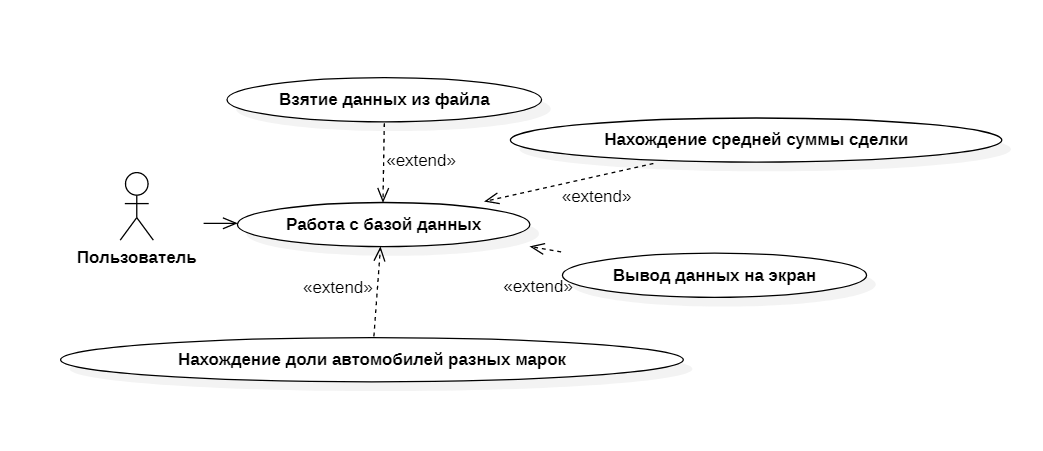 Взятие данных из файла
Нахождение средней суммы сделки
«extend»
«extend»
Работа с базой данных
Пользователь
Вывод данных на экран
«extend»
«extend»
Нахождение доли автомобилей разных марок